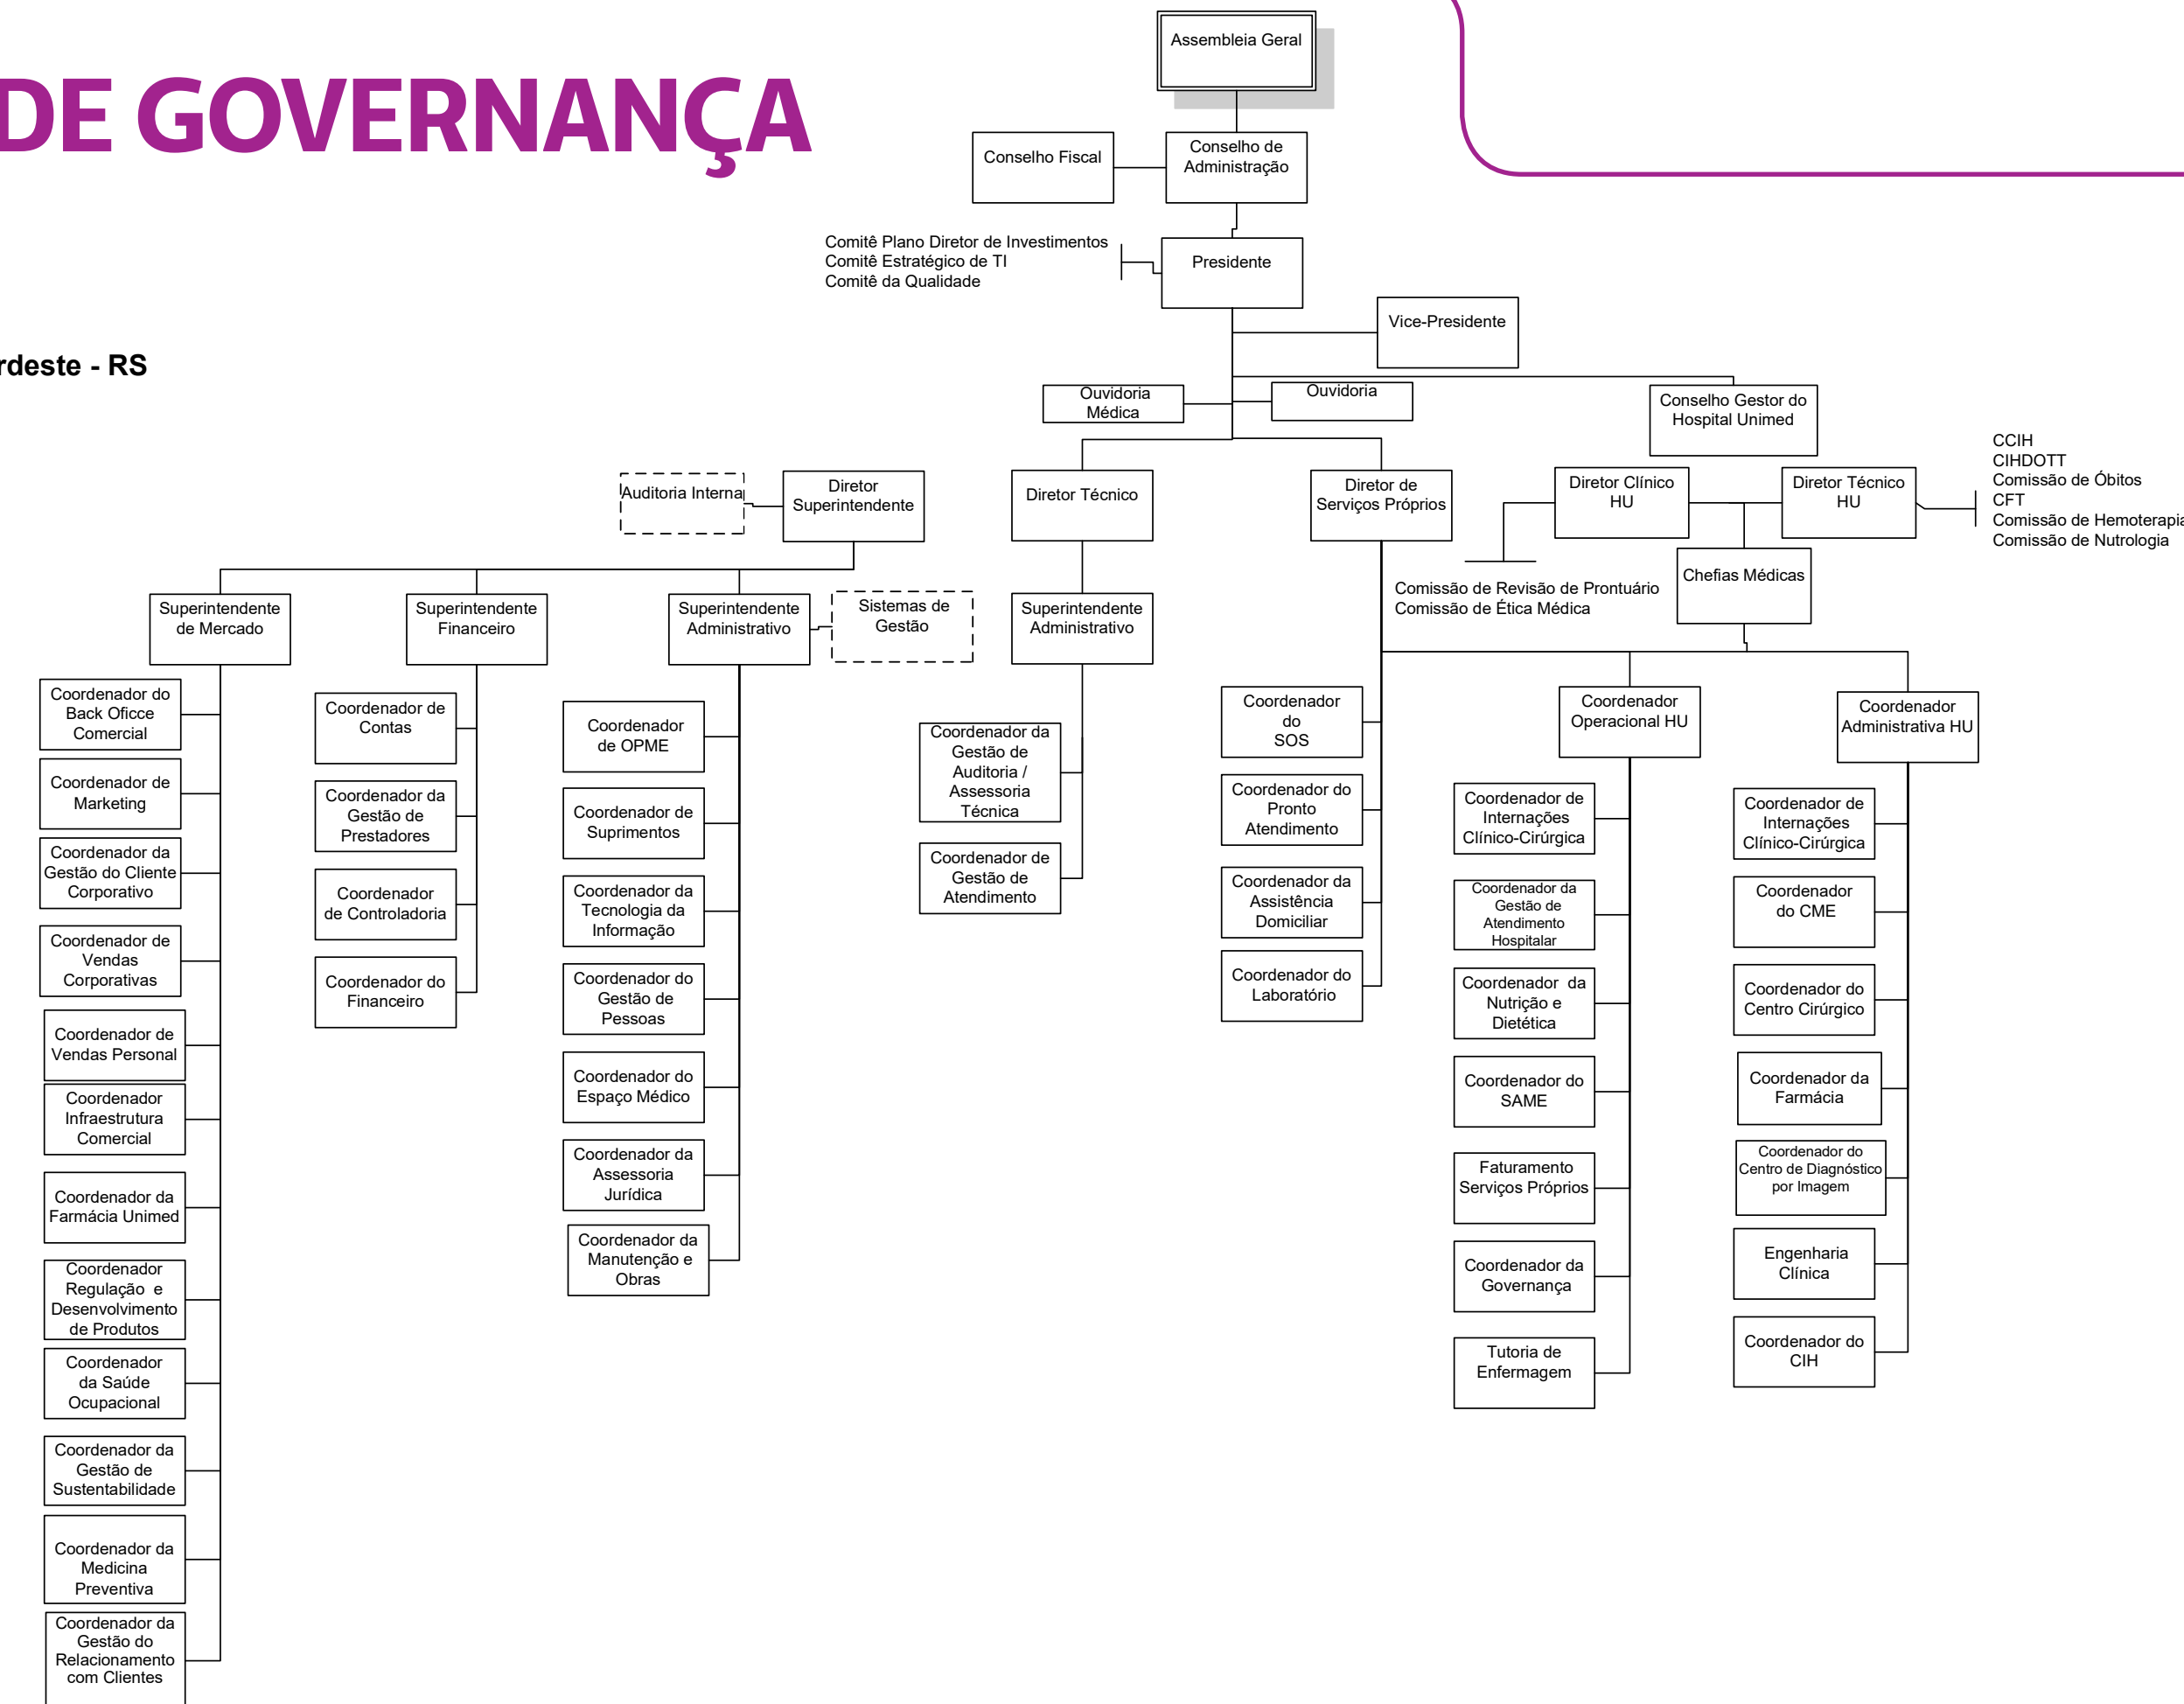 DE GOVERNANÇA
rdeste - RS
Assembleia Geral
Conselho Fiscal
Conselho de
Administração
Comitê Plano Diretor de Investimentos
Comitê Estratégico de TI
Comitê da Qualidade
Presidente
Vice-Presidente
Ouvidoria
Médica
Ouvidoria
Conselho Gestor do
Hospital Unimed
Auditoria Interna
Diretor
Superintendente
Diretor Técnico
Diretor de
Serviços Próprios
Diretor Clínico
HU
Diretor Técnico
HU
CCIH
CIHDOTT
Comissão de Óbitos
CFT
Comissão de Hemoterapia
Comissão de Nutrologia
Comissão de Revisão de Prontuário
Comissão de Ética Médica
Chefias Médicas
Superintendente
de Mercado
Superintendente
Financeiro
Superintendente
Administrativo
Sistemas de
Gestão
Superintendente
Administrativo
Coordenador do
Back Oficce
Comercial
Coordenador de
Marketing
Coordenador da
Gestão do Cliente
Corporativo
Coordenador de
Vendas
Corporativas
Coordenador de
Vendas Personal
Coordenador
Infraestrutura
Comercial
Coordenador da
Farmácia Unimed
Coordenador
Regulação e
Desenvolvimento
de Produtos
Coordenador
da Saúde
Ocupacional
Coordenador da
Gestão de
Sustentabilidade
Coordenador da
Medicina
Preventiva
Coordenador da
Gestão do
Relacionamento
com Clientes
Coordenador de
Contas
Coordenador da
Gestão de
Prestadores
Coordenador
de Controladoria
Coordenador do
Financeiro
Coordenador
de OPME
Coordenador de
Suprimentos
Coordenador da
Tecnologia da
Informação
Coordenador do
Gestão de
Pessoas
Coordenador do
Espaço Médico
Coordenador da
Assessoria
Jurídica
Coordenador da
Manutenção e
Obras
Coordenador da
Gestão de
Auditoria /
Assessoria
Técnica
Coordenador de
Gestão de
Atendimento
Coordenador
do
SOS
Coordenador do
Pronto
Atendimento
Coordenador da
Assistência
Domiciliar
Coordenador do
Laboratório
Coordenador
Operacional HU
Coordenador de
Internações
Clínico-Cirúrgica
Coordenador da
Gestão de
Atendimento
Hospitalar
Coordenador da
Nutrição e
Dietética
Coordenador do
SAME
Faturamento
Serviços Próprios
Coordenador da
Governança
Tutoria de
Enfermagem
Coordenador
Administrativa HU
Coordenador de
Internações
Clínico-Cirúrgica
Coordenador
do CME
Coordenador do
Centro Cirúrgico
Coordenador da
Farmácia
Coordenador do
Centro de Diagnóstico
por Imagem
Engenharia
Clínica
Coordenador do
CIH